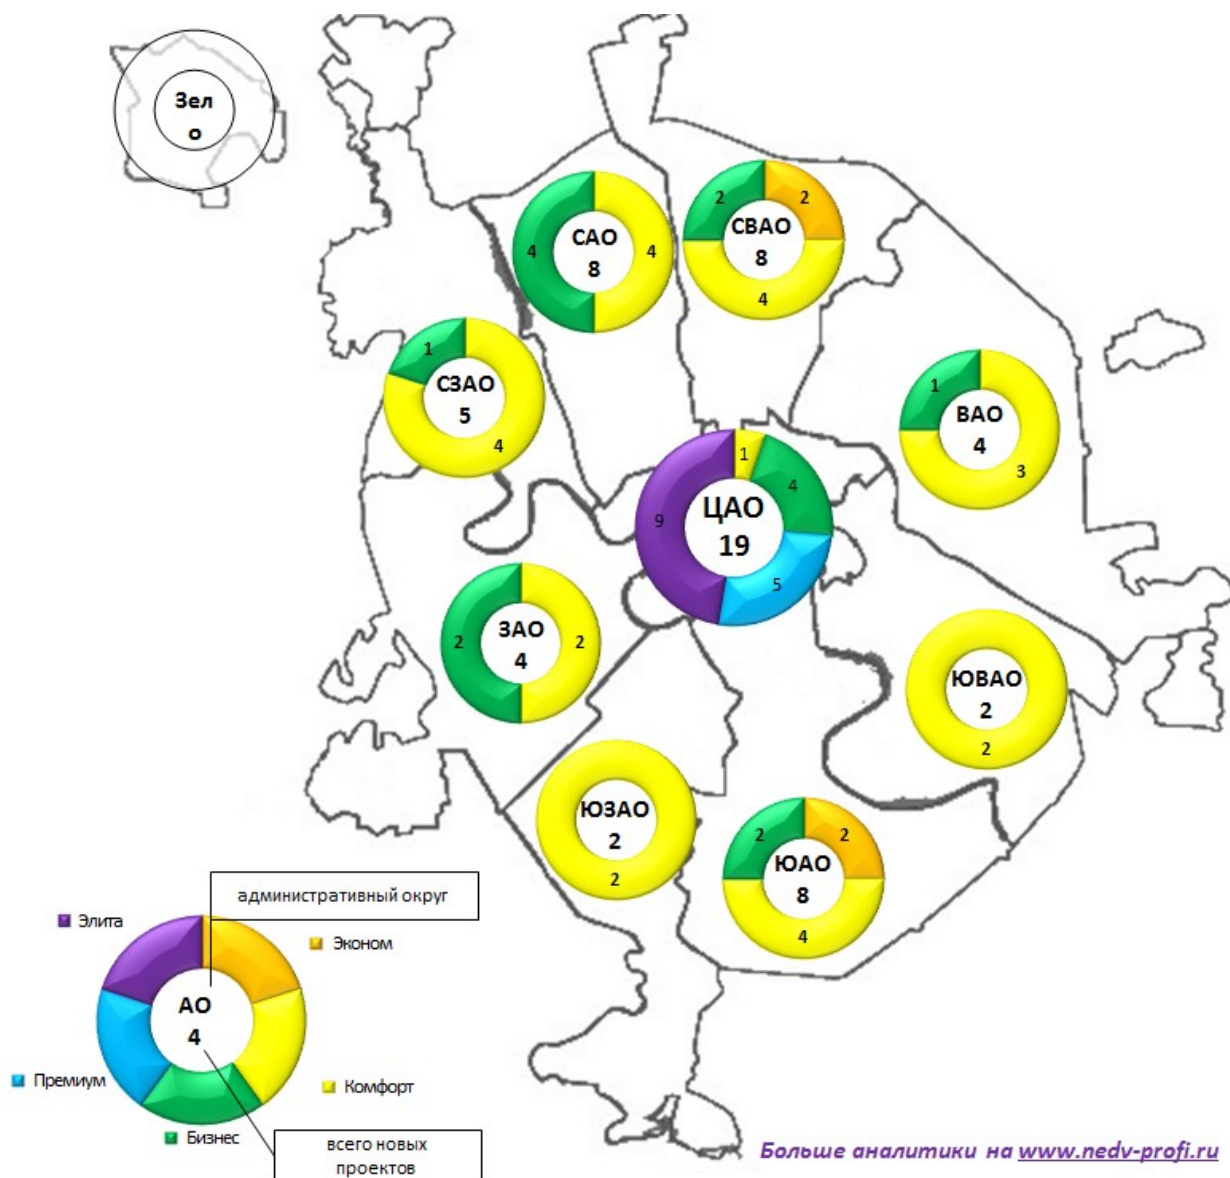 Зел
0
САО
8
4
4
СВАО
8
2
2
4
СЗАО
5
1
4
ВАО
4
1
3
ЦАО
19
1
4
9
5
ЗАО
4
2
2
ЮВАО
2
2
ЮЗАО
2
2
ЮАО
8
2
2
4
административный округ
Элита
Эконом
АО
4
Премиум
Комфорт
Бизнес
всего новых
проектов
Больше аналитики на www.nedv-profi.ru